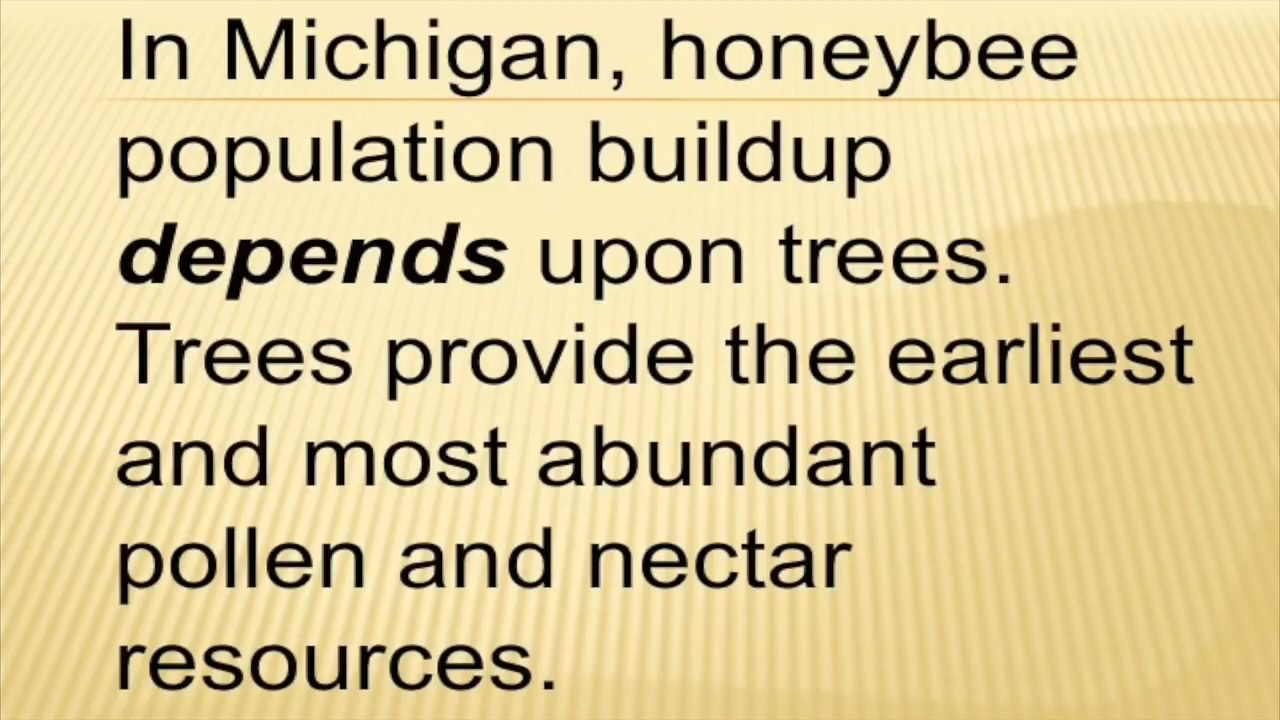 In Michigan, honeybee
population buildup
depends upon trees.
Trees provide the earliest
and most abundant
pollen and nectar
resources.